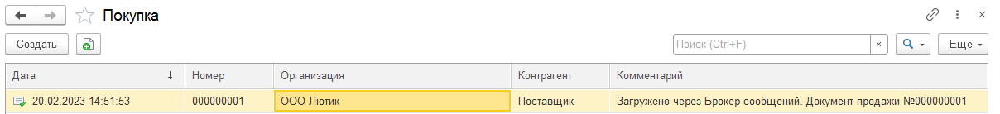 Покупка
Создать
Поиск (Ctrl+F)
Еще
Дата Номер Организация Контрагент Комментарий
20.02.2023 14:51:53 000000001 ООО Лютик Поставщик Загружено через Брокер сообщений. Документ продажи №000000001